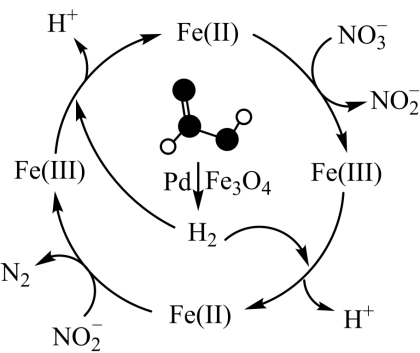 H⁺
Fe(II)
NO₃⁻
NO₂⁻
Fe(III)
Fe(III)
Pd
Fe₃O₄
H₂
N₂
NO₂⁻
Fe(II)
H⁺